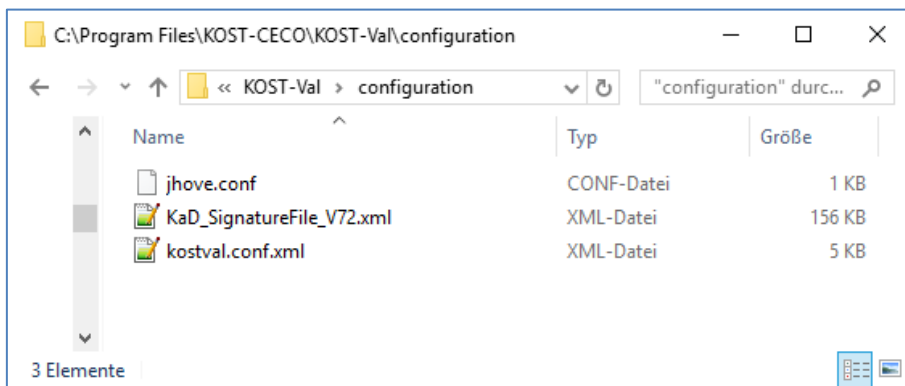 C:\Program Files\KOST-CECO\KOST-Val\configuration
« KOST-Val › configuration "configuration" durc...
Name Typ Größe
jhove.conf CONF-Datei 1 KB
KaD_SignatureFile_V72.xml XML-Datei 156 KB
kostval.conf.xml XML-Datei 5 KB
3 Elemente